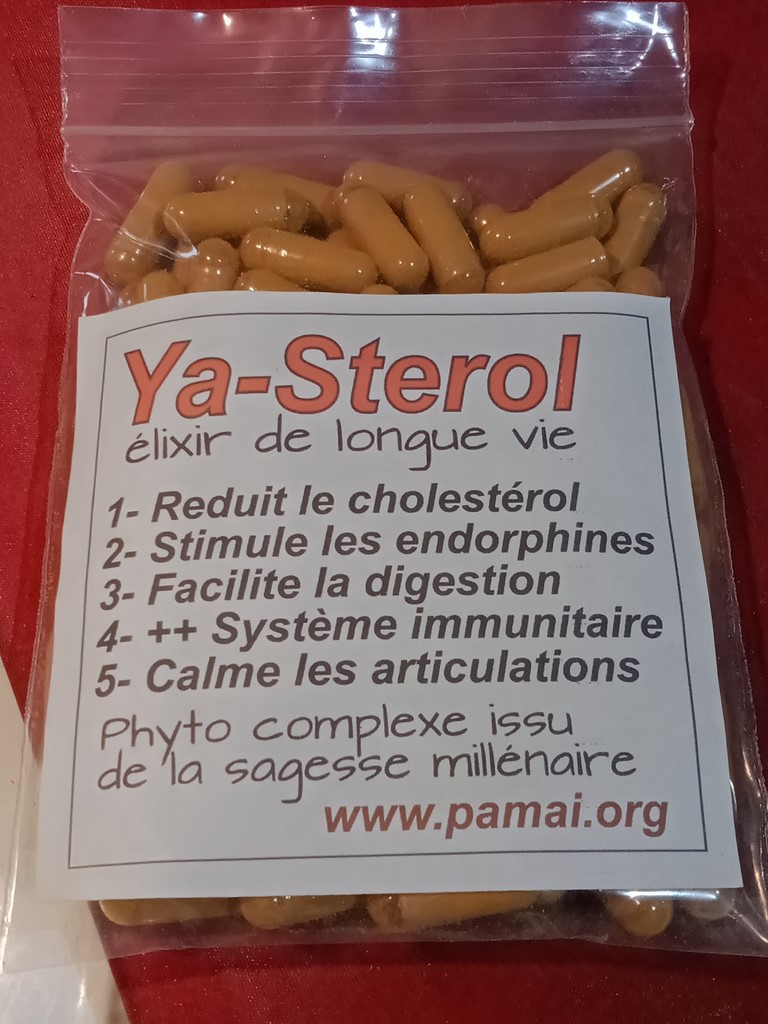 Ya-Sterol
élixir de longue vie
1- Reduit le cholestérol
2- Stimule les endorphines
3- Facilite la digestion
4- ++ Système immunitaire
5- Calme les articulations
Phyto complexe issu
de la sagesse millénaire
www.pamai.org